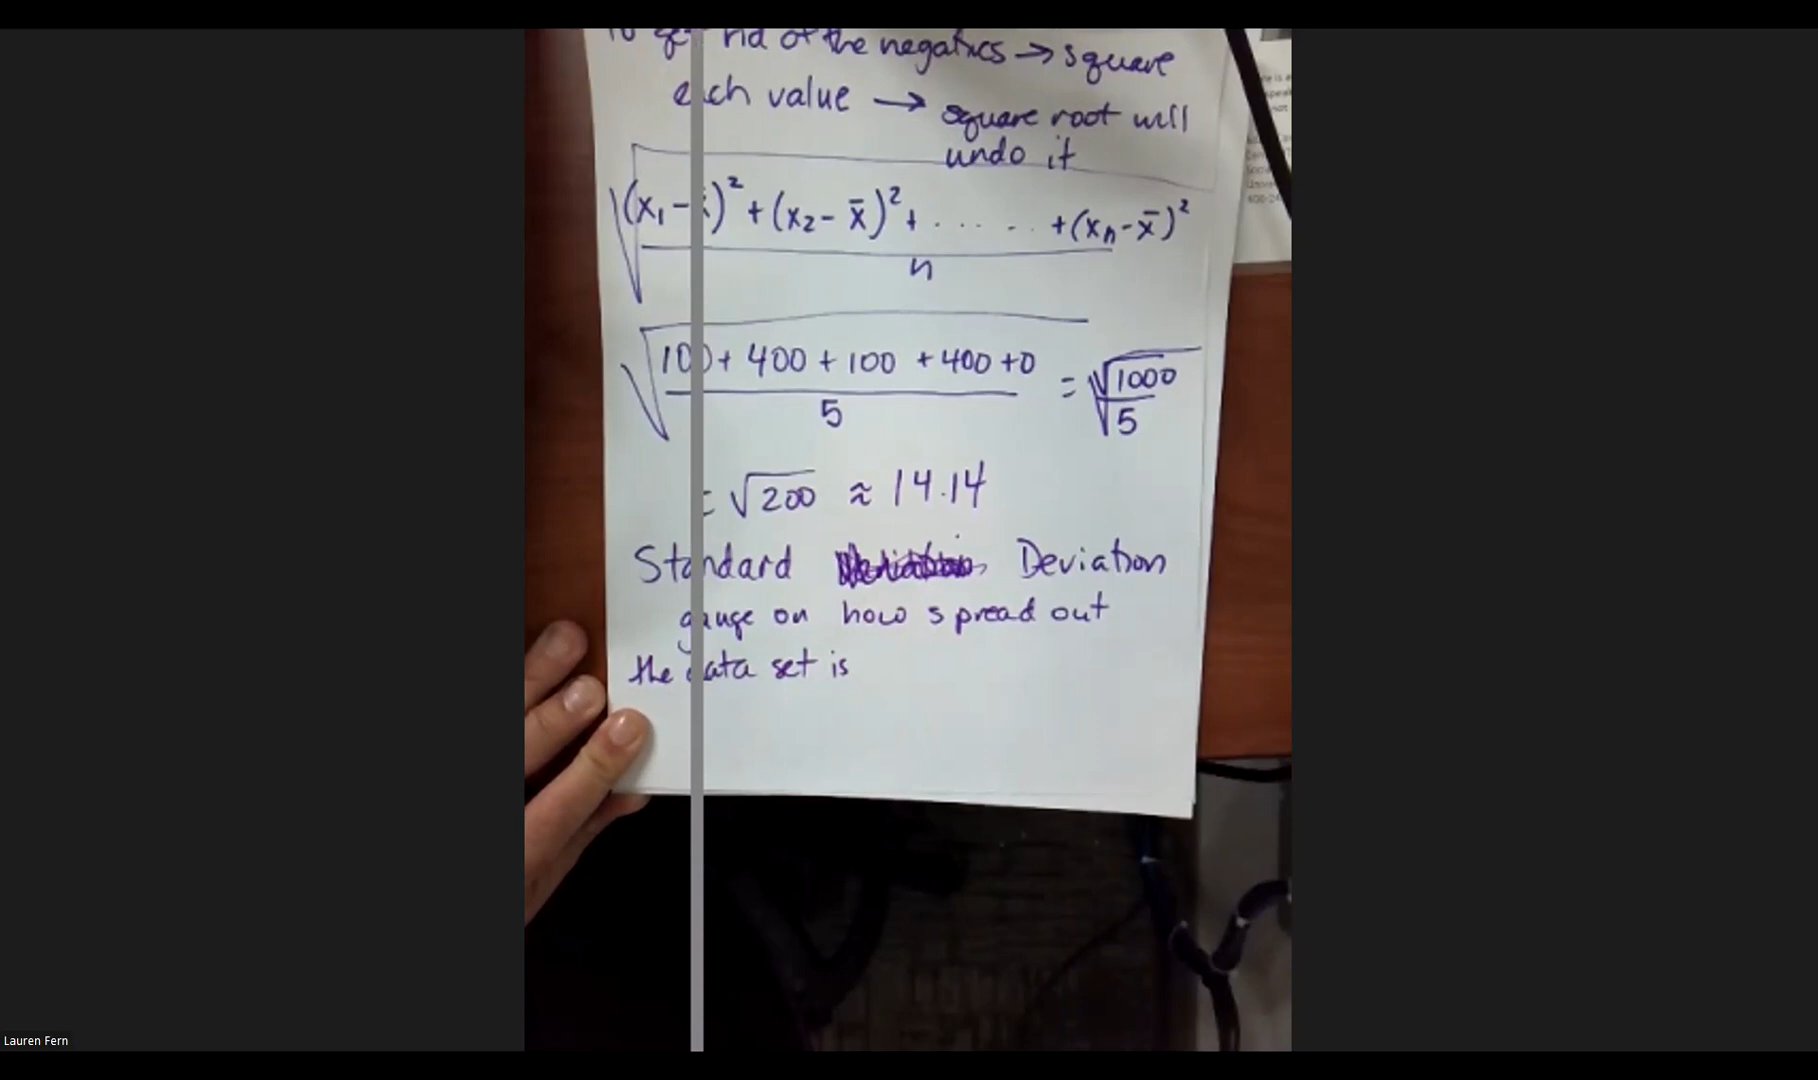 rid of the negatives → square
each value → square root will
undo it
√((x₁ - x̄)² + (x₂ - x̄)² + . . . . . . + (xₙ - x̄)²
n
√(100 + 400 + 100 + 400 + 0 = √1000
5 √5
= √200 ≈ 14.14
Standard Deviation
gauge on how spread out
the data set is
Lauren Fern